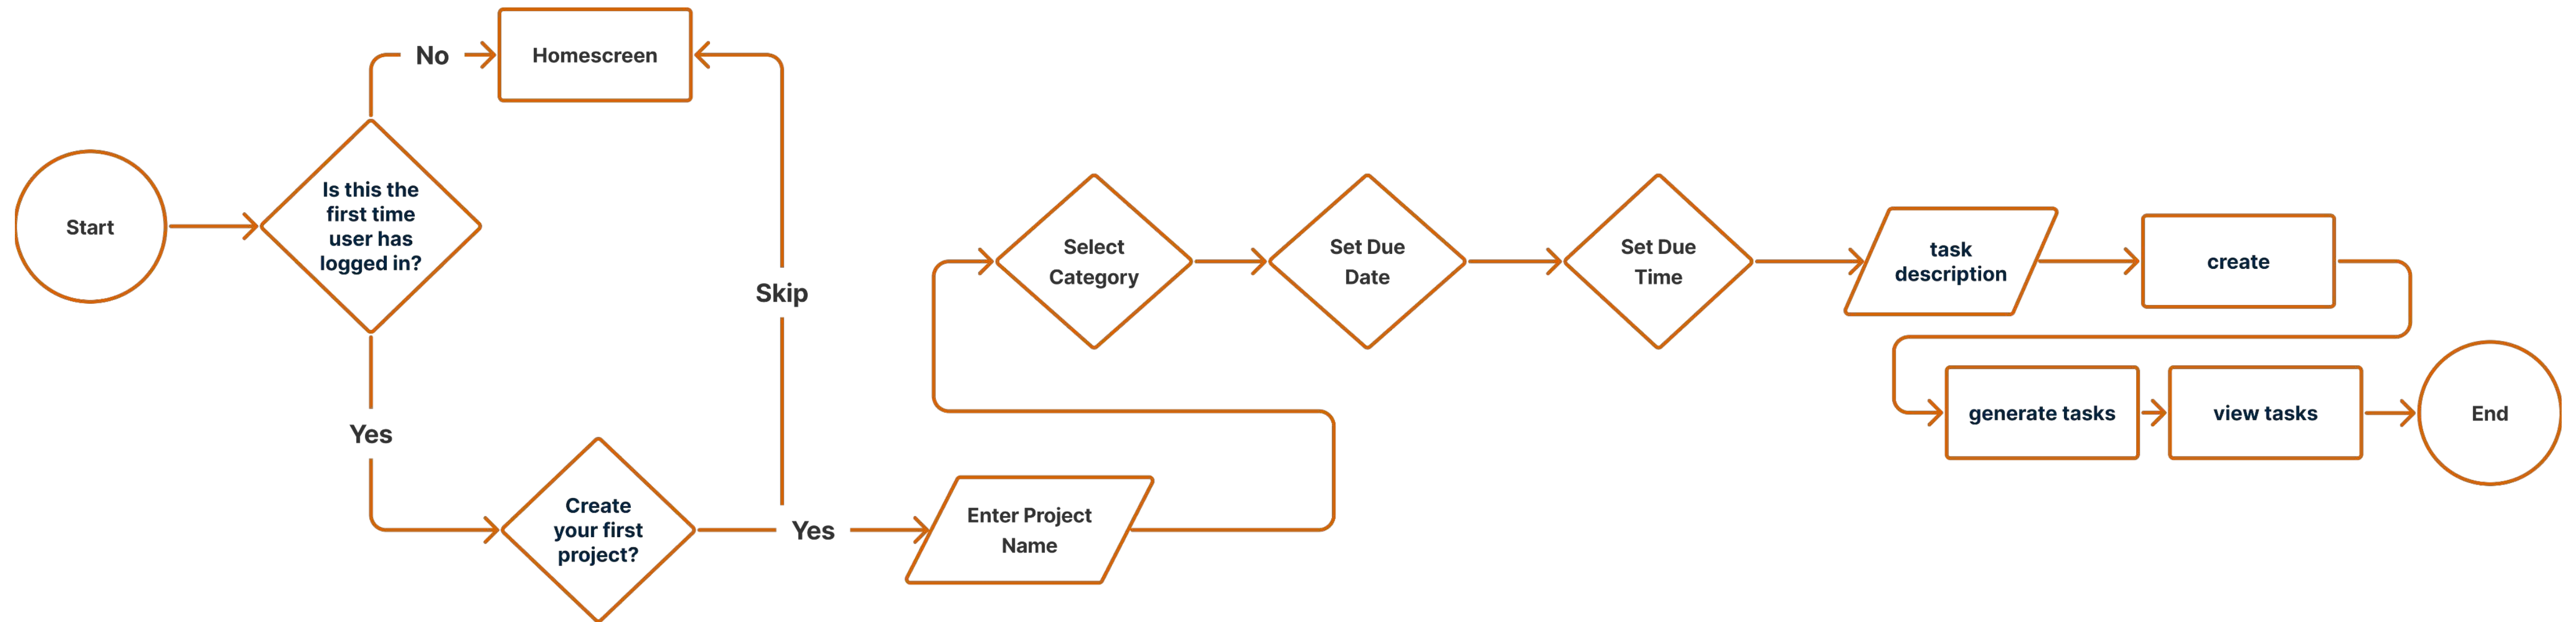 No
Homescreen
Start
Is this the
first time
user has
logged in?
Yes
Create
your first
project?
Skip
Yes
Enter Project
Name
Select
Category
Set Due
Date
Set Due
Time
task
description
create
generate tasks
view tasks
End